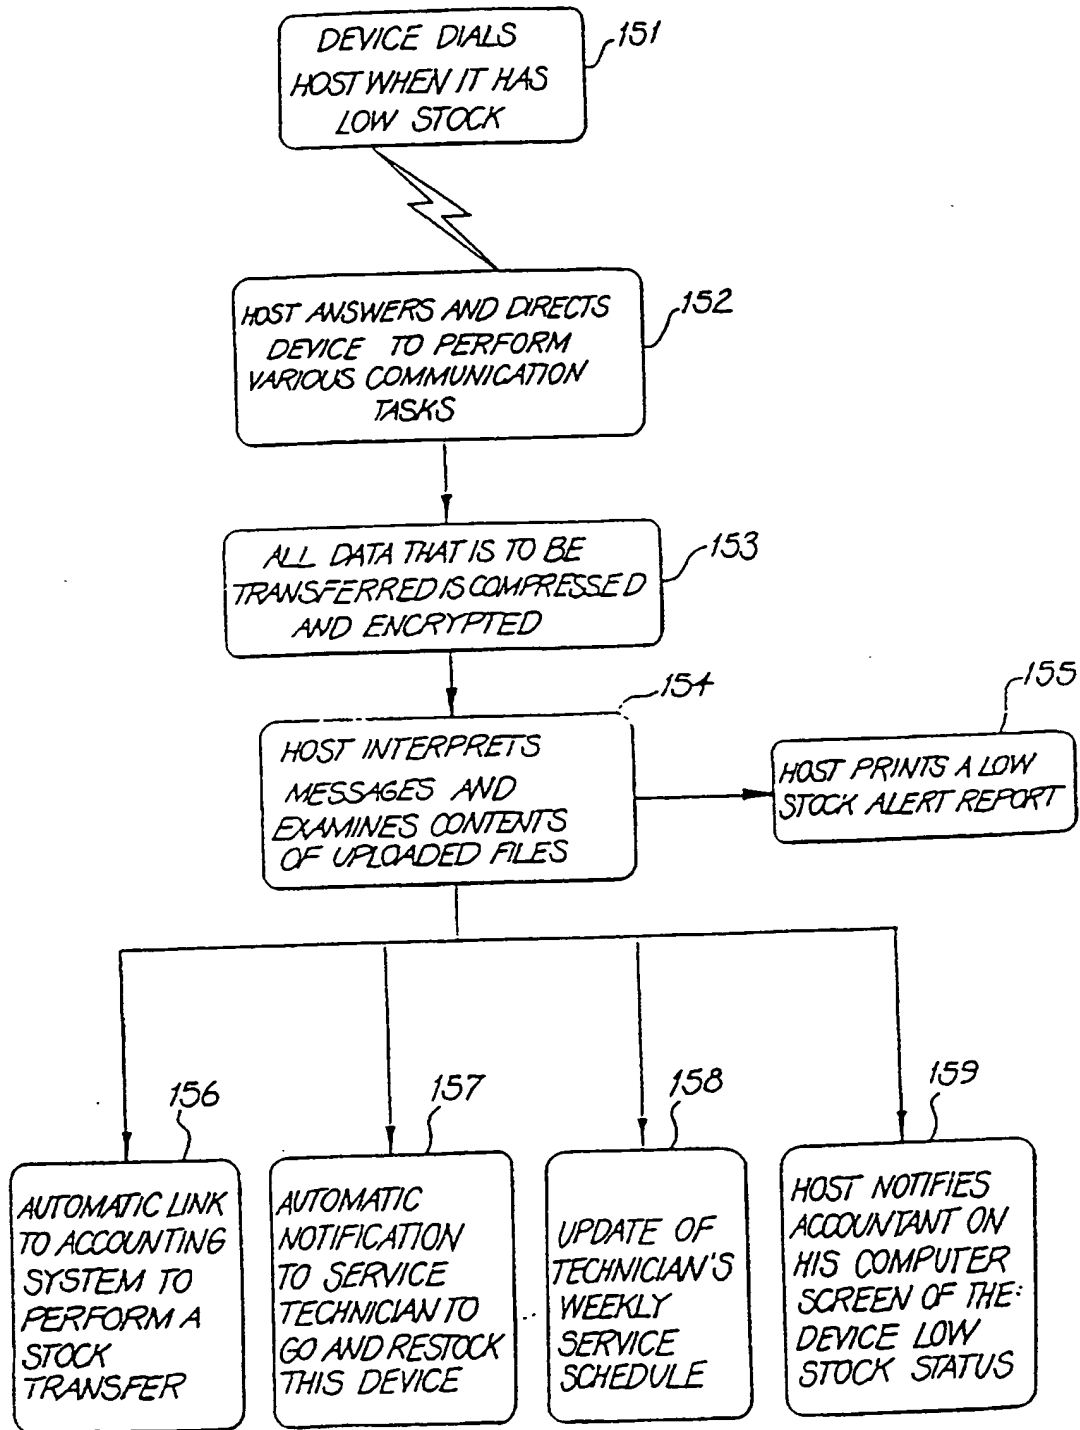 DEVICE DIALS
HOST WHEN IT HAS
LOW STOCK
151
HOST ANSWERS AND DIRECTS
DEVICE TO PERFORM
VARIOUS COMMUNICATION
TASKS
152
ALL DATA THAT IS TO BE
TRANSFERRED IS COMPRESSED
AND ENCRYPTED
153
HOST INTERPRETS
MESSAGES AND
EXAMINES CONTENTS
OF UPLOADED FILES
154
HOST PRINTS A LOW
STOCK ALERT REPORT
155
156
AUTOMATIC LINK
TO ACCOUNTING
SYSTEM TO
PERFORM A
STOCK
TRANSFER
157
AUTOMATIC
NOTIFICATION
TO SERVICE
TECHNICIAN TO
GO AND RESTOCK
THIS DEVICE
158
UPDATE OF
TECHNICIAN'S
WEEKLY
SERVICE
SCHEDULE
159
HOST NOTIFIES
ACCOUNTANT ON
HIS COMPUTER
SCREEN OF THE
DEVICE LOW
STOCK STATUS